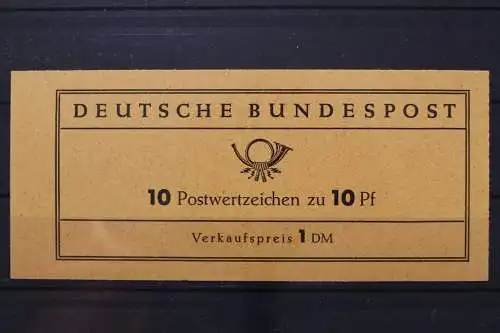 DEUTSCHE BUNDESPOST
10 Postwertzeichen zu 10 Pf
Verkaufspreis 1 DM